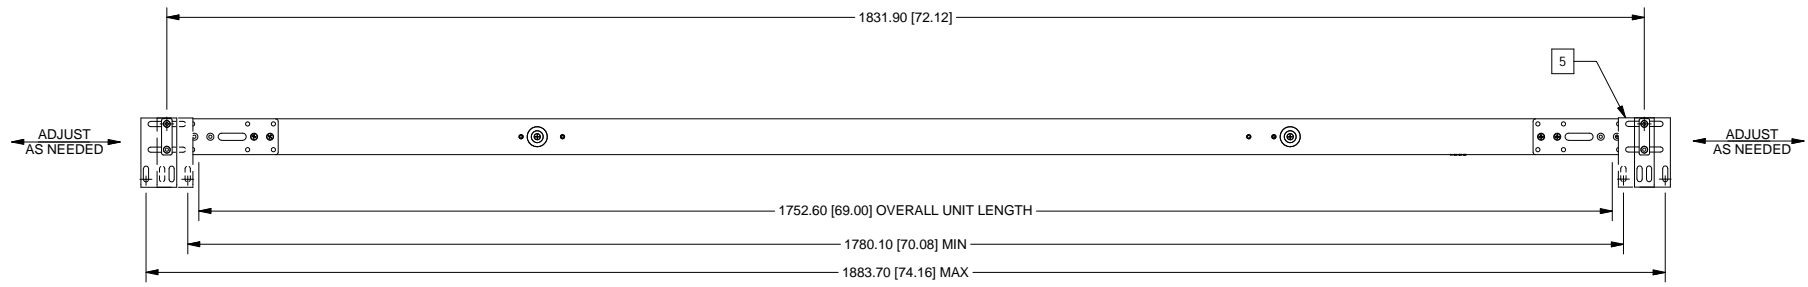 1831.90 [72.12]
5
ADJUST
AS NEEDED
ADJUST
AS NEEDED
1752.60 [69.00] OVERALL UNIT LENGTH
1780.10 [70.08] MIN
1883.70 [74.16] MAX